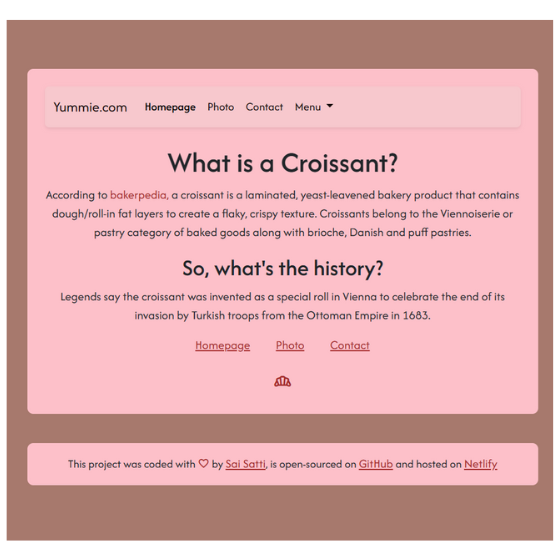 Yummie.com Homepage Photo Contact Menu
What is a Croissant?
According to bakerpedia, a croissant is a laminated, yeast-leavened bakery product that contains
dough/roll-in fat layers to create a flaky, crispy texture. Croissants belong to the Viennoiserie or
pastry category of baked goods along with brioche, Danish and puff pastries.
So, what's the history?
Legends say the croissant was invented as a special roll in Vienna to celebrate the end of its
invasion by Turkish troops from the Ottoman Empire in 1683.
Homepage Photo Contact
This project was coded with ♡ by Sai Satti, is open-sourced on GitHub and hosted on Netlify